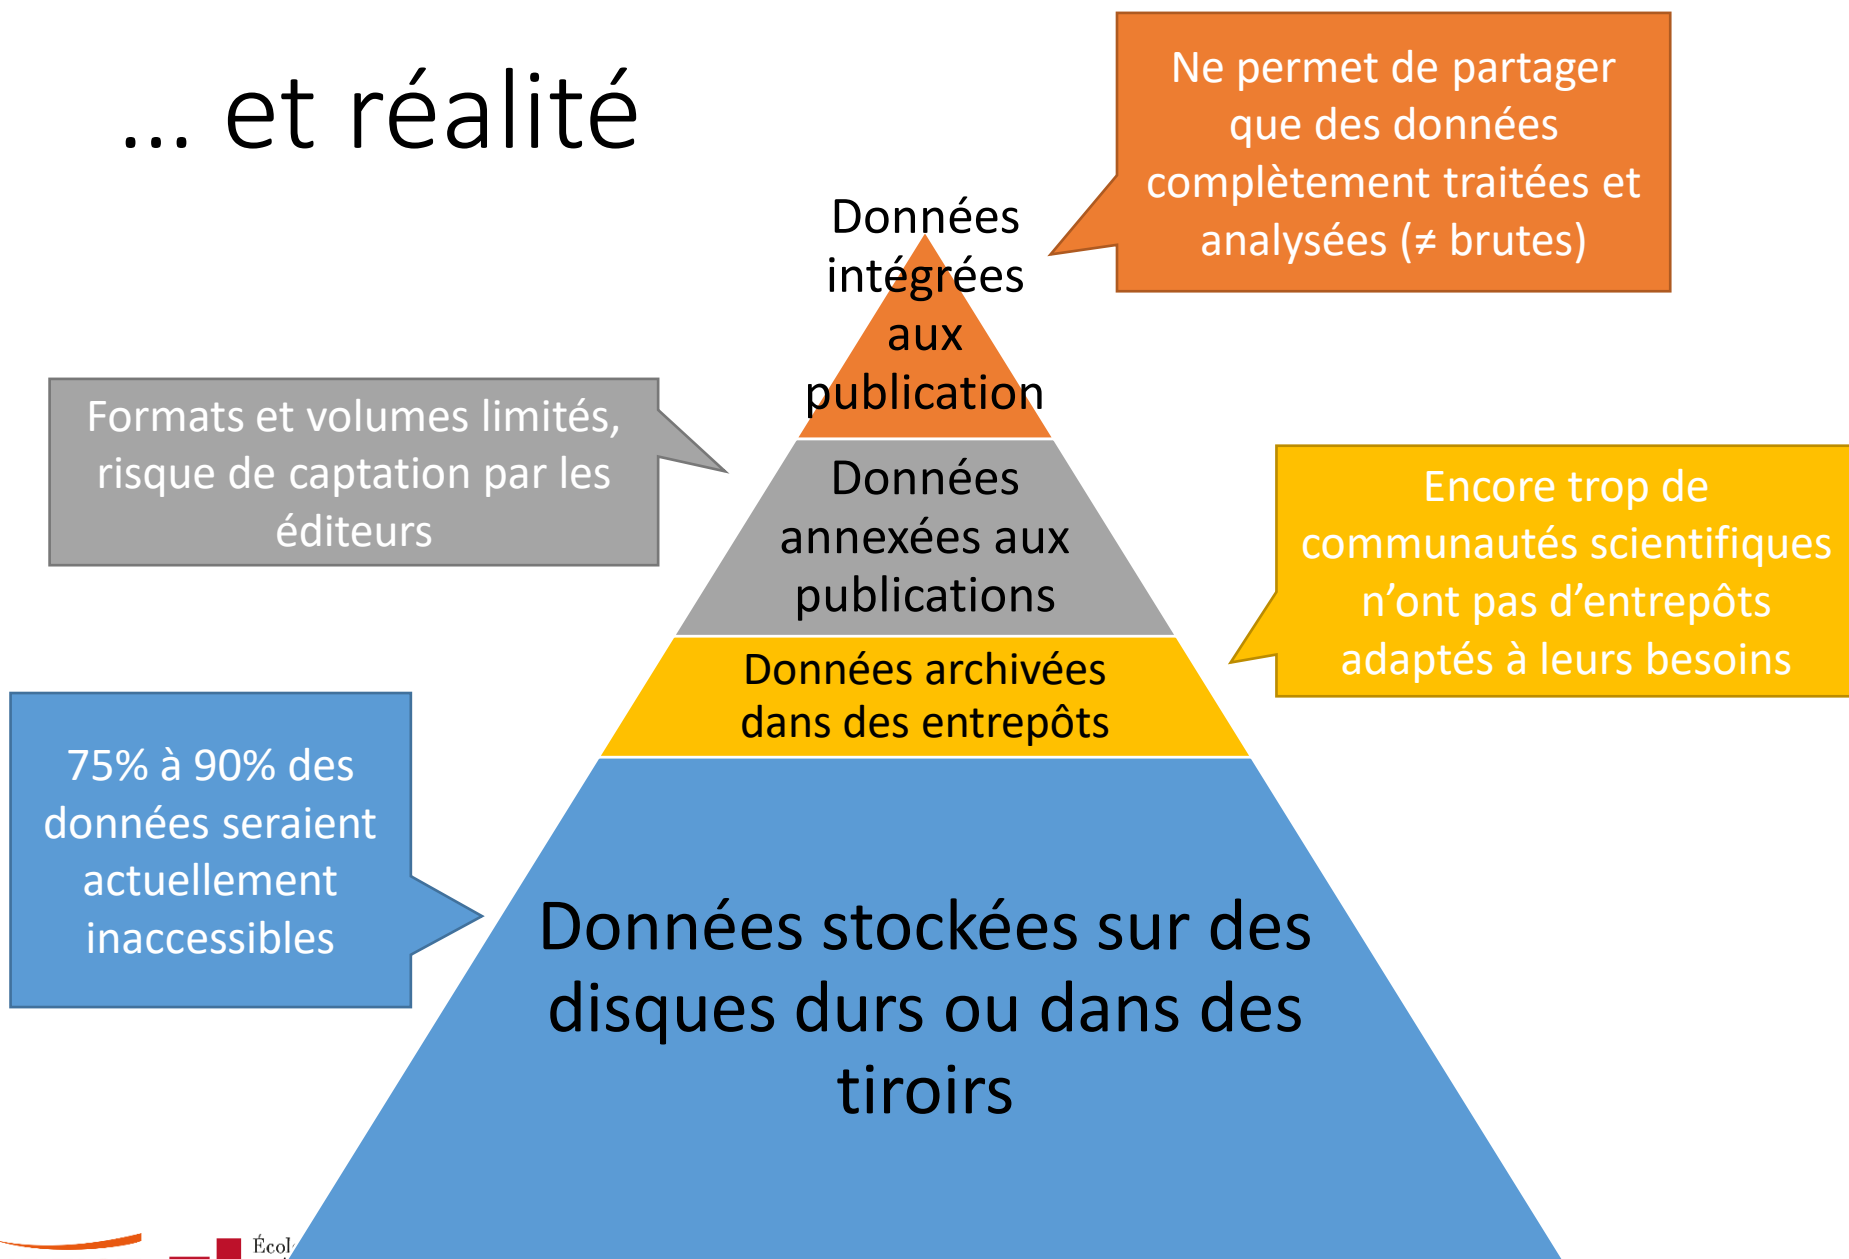 … et réalité
Ne permet de partager
que des données
complètement traitées et
analysées (≠ brutes)
Données
intégrées
aux
publication
Formats et volumes limités,
risque de captation par les
éditeurs
Données
annexées aux
publications
Encore trop de
communautés scientifiques
n’ont pas d’entrepôts
adaptés à leurs besoins
Données archivées
dans des entrepôts
75% à 90% des
données seraient
actuellement
inaccessibles
Données stockées sur des
disques durs ou dans des
tiroirs